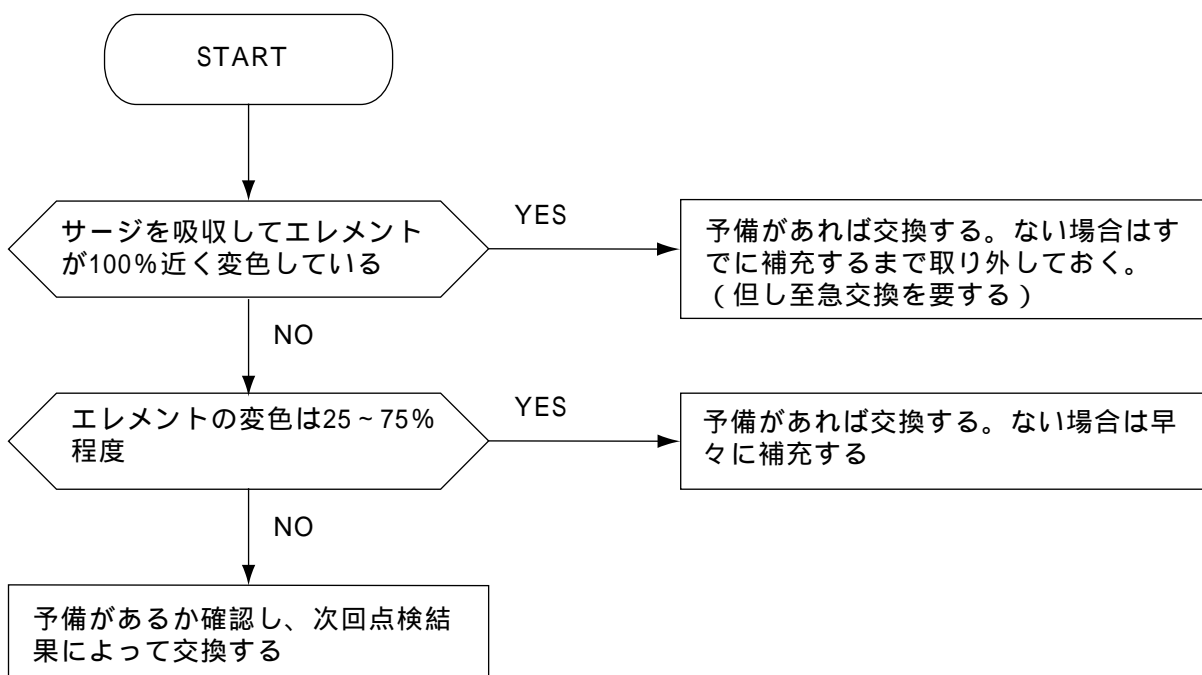 START
サージを吸収してエレメント
が100％近く変色している
YES
予備があれば交換する。ない場合はす
でに補充するまで取り外しておく。
（但し至急交換を要する）
NO
エレメントの変色は25～75％
程度
YES
予備があれば交換する。ない場合は早
々に補充する
NO
予備があるか確認し、次回点検結
果によって交換する